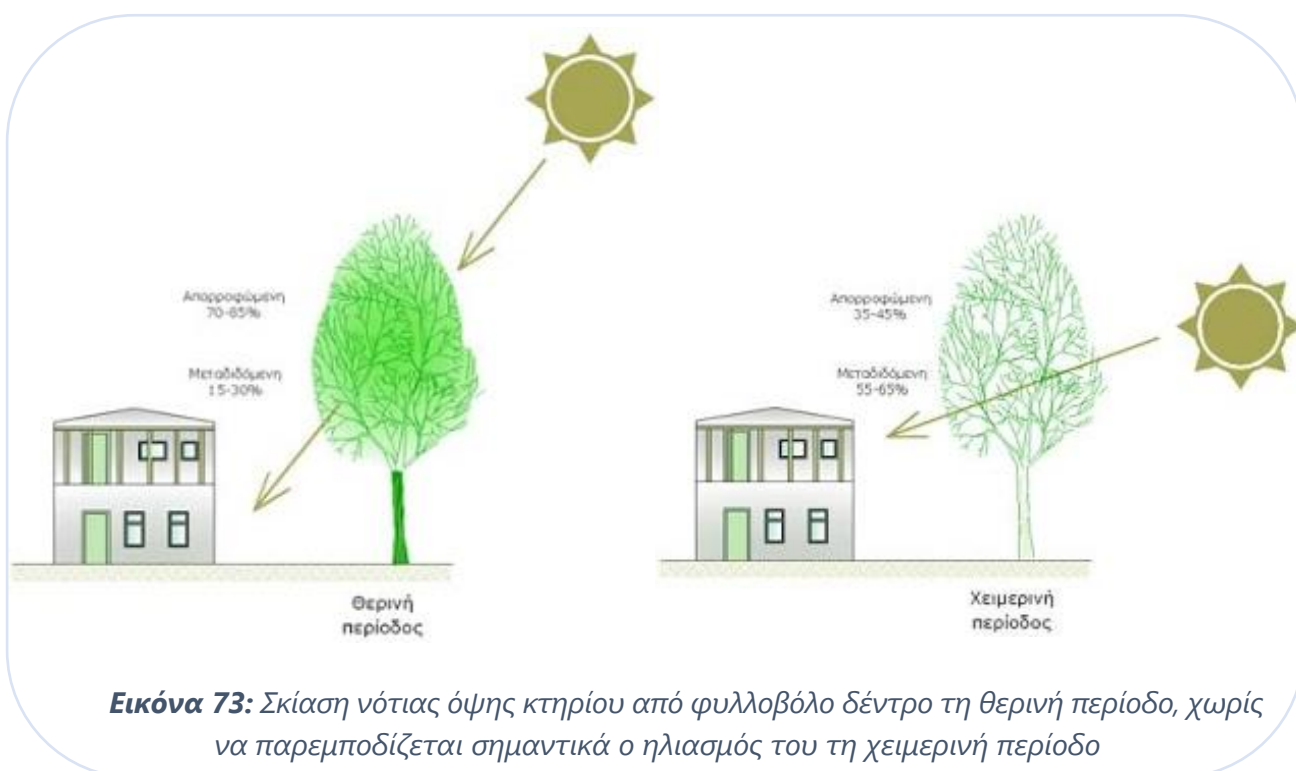 Απορροφώμενη
70-85%
Μεταδιδόμενη
15-30%
Θερινή
περίοδος
Απορροφώμενη
35-45%
Μεταδιδόμενη
55-65%
Χειμερινή
περίοδος
Εικόνα 73: Σκίαση νότιας όψης κτηρίου από φυλλοβόλο δέντρο τη θερινή περίοδο, χωρίς
να παρεμποδίζεται σημαντικά ο ηλιασμός του τη χειμερινή περίοδο